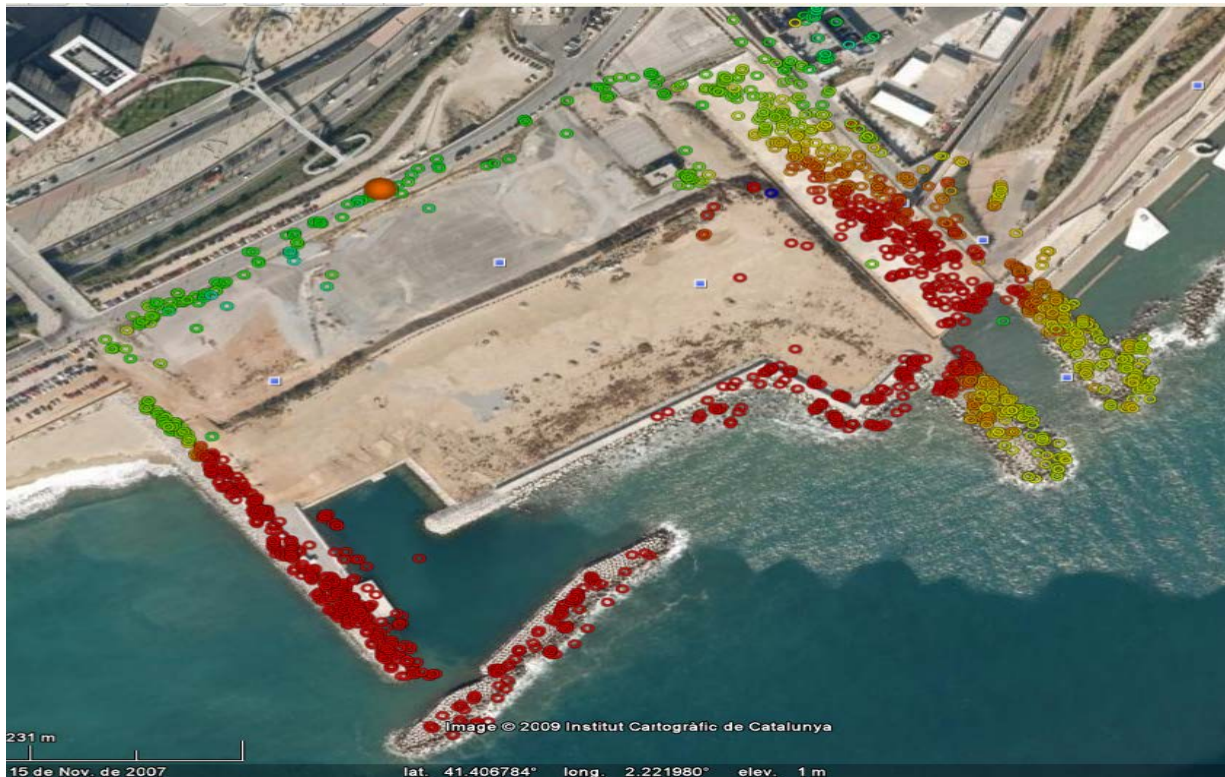 Image © 2009 Institut Cartogràfic de Catalunya
231 m
15 de Nov. de 2007 lat. 41.406784° long. 2.221980° elev. 1 m